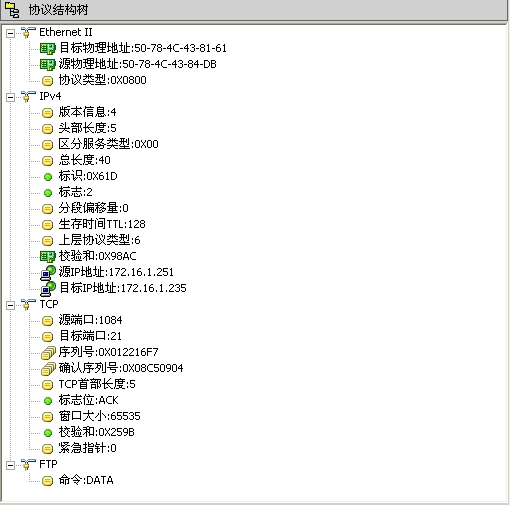 协议结构树
Ethernet II
目标物理地址:50-78-4C-43-81-61
源物理地址:50-78-4C-43-84-DB
协议类型:0X0800
IPv4
版本信息:4
头部长度:5
区分服务类型:0X00
总长度:40
标识:0X61D
标志:2
分段偏移量:0
生存时间TTL:128
上层协议类型:6
校验和:0X98AC
源IP地址:172.16.1.251
目标IP地址:172.16.1.235
TCP
源端口:1084
目标端口:21
序列号:0X012216F7
确认序列号:0X08C50904
TCP首部长度:5
标志位:ACK
窗口大小:65535
校验和:0X259B
紧急指针:0
FTP
命令:DATA